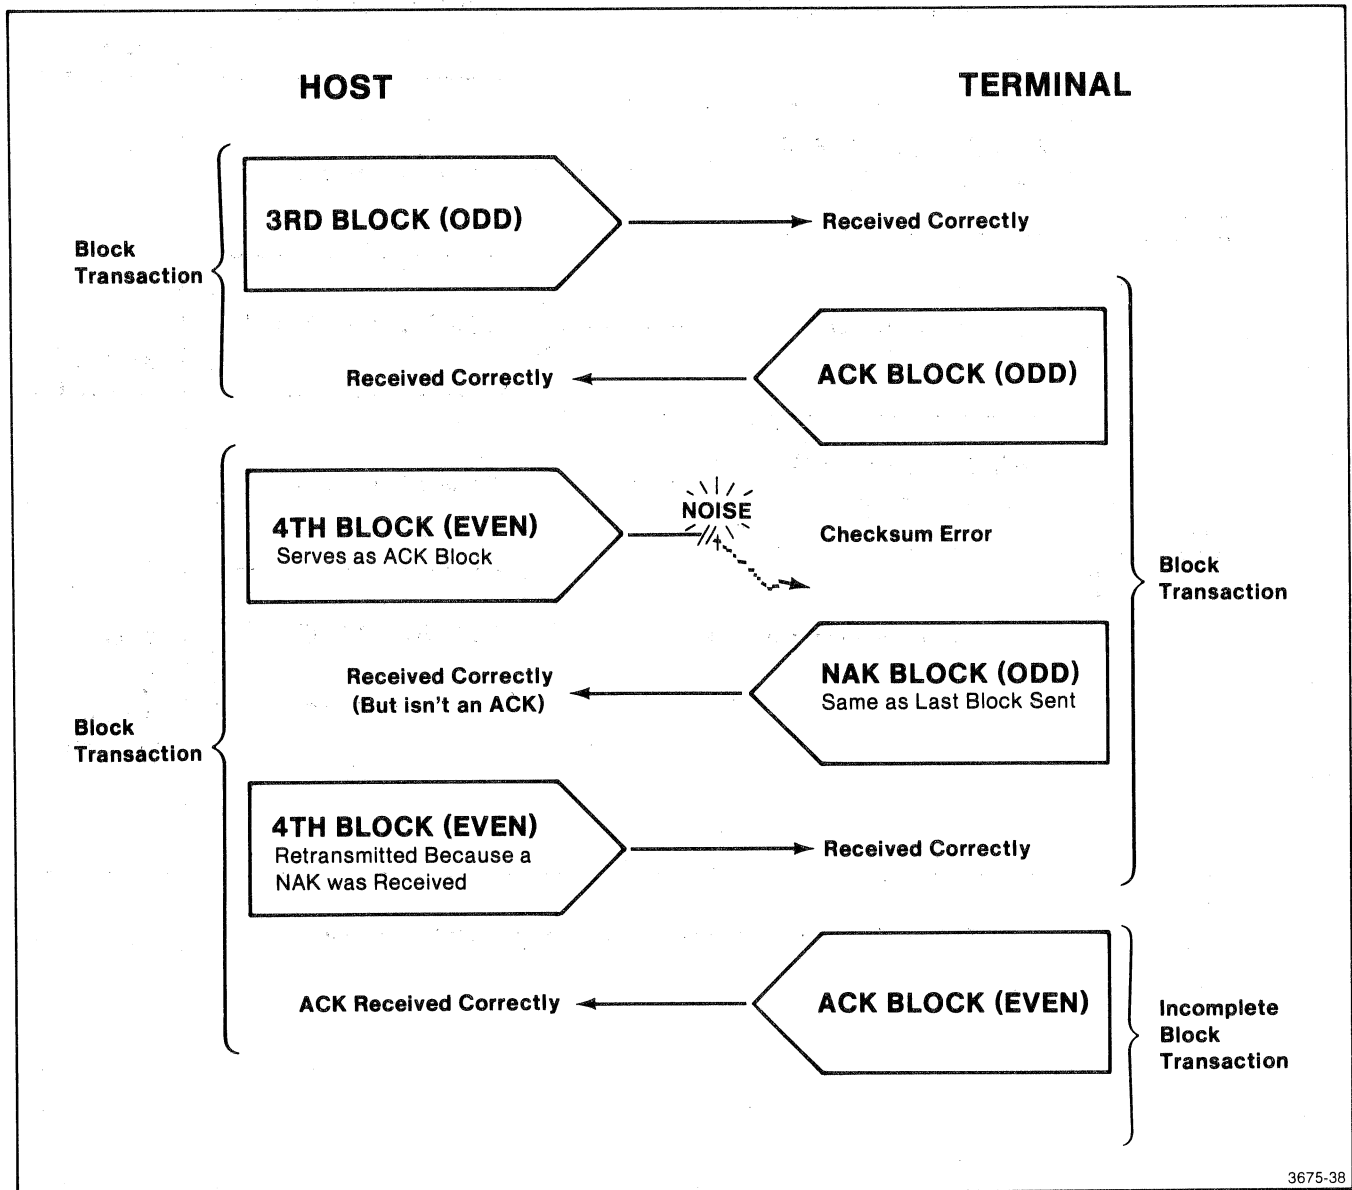 HOST
TERMINAL
3RD BLOCK (ODD)
Received Correctly
Block
Transaction
Received Correctly
ACK BLOCK (ODD)
4TH BLOCK (EVEN)
Serves as ACK Block
NOISE
Checksum Error
Block
Transaction
Received Correctly
(But isn't an ACK)
NAK BLOCK (ODD)
Same as Last Block Sent
Block
Transaction
4TH BLOCK (EVEN)
Retransmitted Because a
NAK was Received
Received Correctly
ACK Received Correctly
ACK BLOCK (EVEN)
Incomplete
Block
Transaction
3675-38